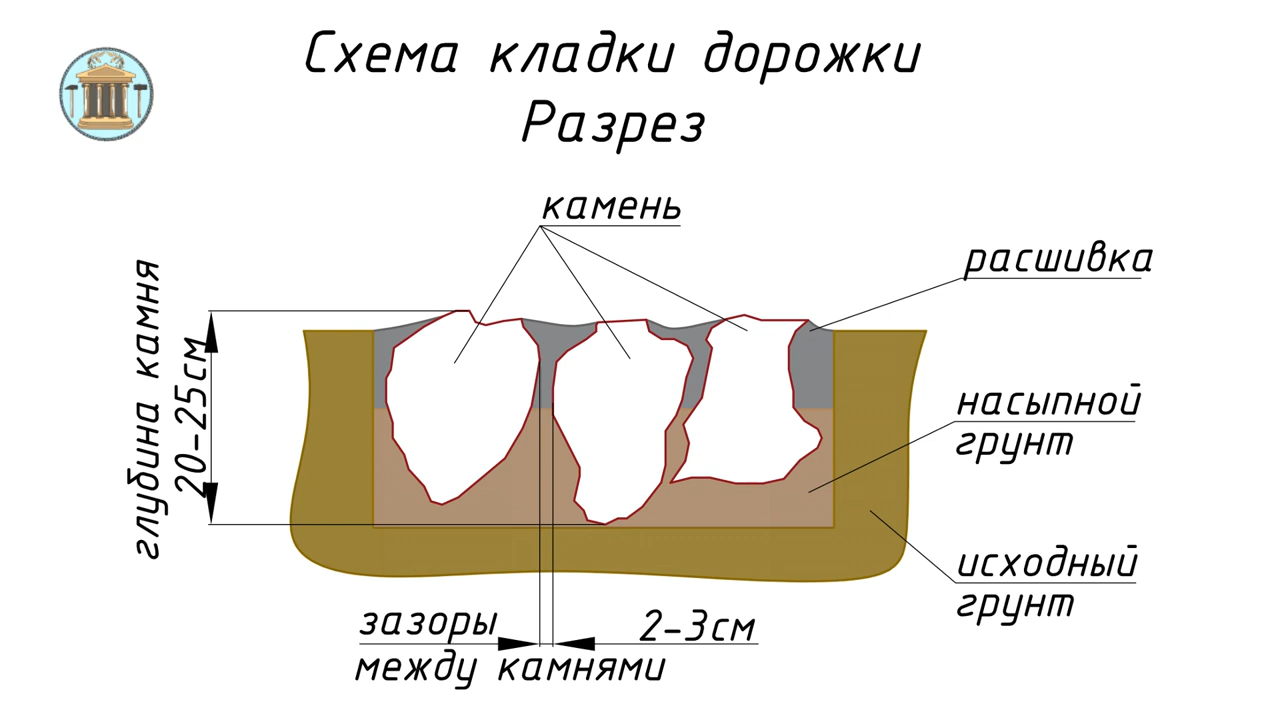 Схема кладки дорожки
Разрез
камень
расшивка
глубина камня
20-25см
насыпной
грунт
исходный
грунт
зазоры
2-3см
между камнями